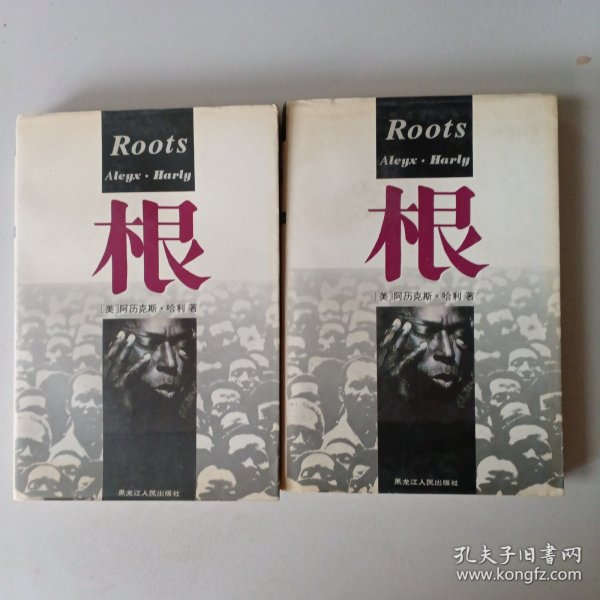 Roots
Aleyx · Harly
根
[美]阿历克斯·哈利 著
黑龙江人民出版社
Roots
Aleyx · Harly
根
[美]阿历克斯·哈利 著
黑龙江人民出版社
孔夫子旧书网
www.kongfz.com